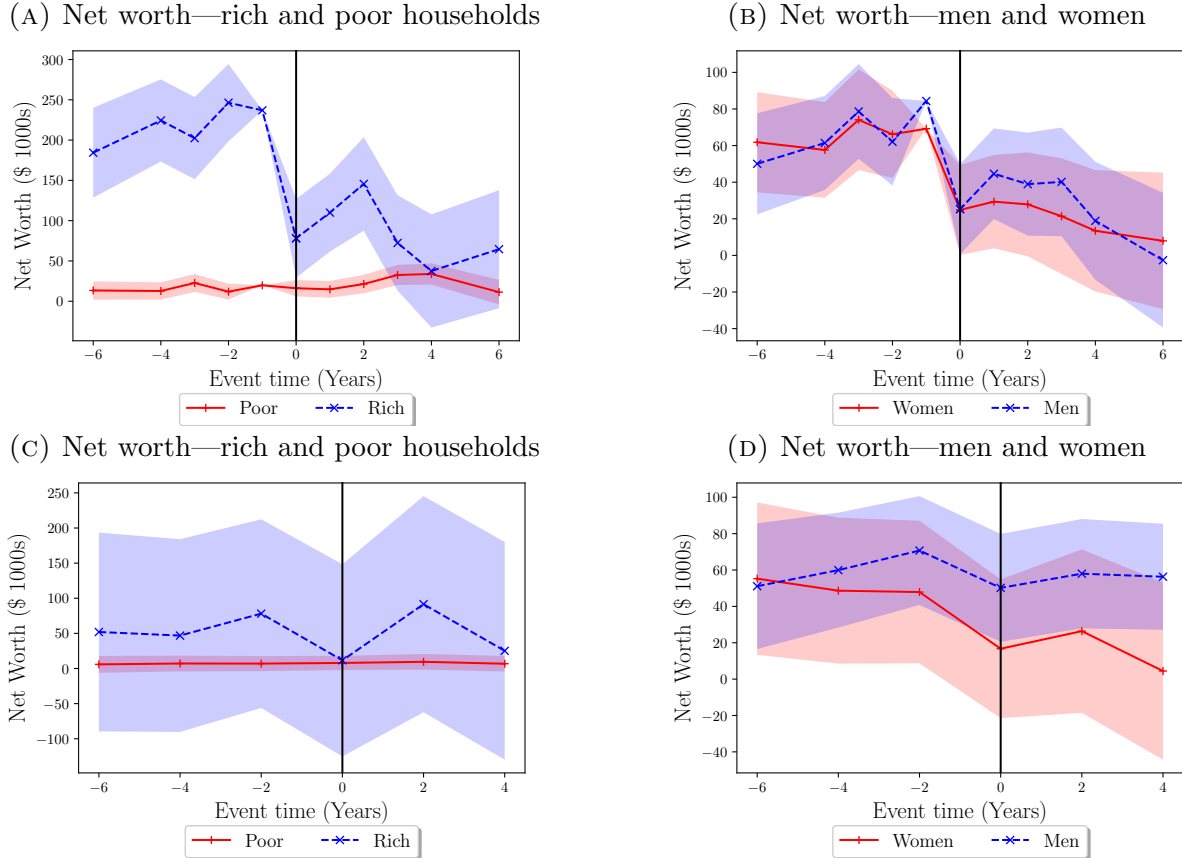 (A) Net worth—rich and poor households
Net Worth ($ 1000s)
300
250
200
150
100
50
0
−6 −4 −2 0 2 4 6
Event time (Years)
Poor Rich
(B) Net worth—men and women
Net Worth ($ 1000s)
100
80
60
40
20
0
−20
−40
−6 −4 −2 0 2 4 6
Event time (Years)
Women Men
(C) Net worth—rich and poor households
Net Worth ($ 1000s)
250
200
150
100
50
0
−50
−100
−6 −4 −2 0 2 4
Event time (Years)
Poor Rich
(D) Net worth—men and women
Net Worth ($ 1000s)
100
80
60
40
20
0
−20
−40
−6 −4 −2 0 2 4
Event time (Years)
Women Men